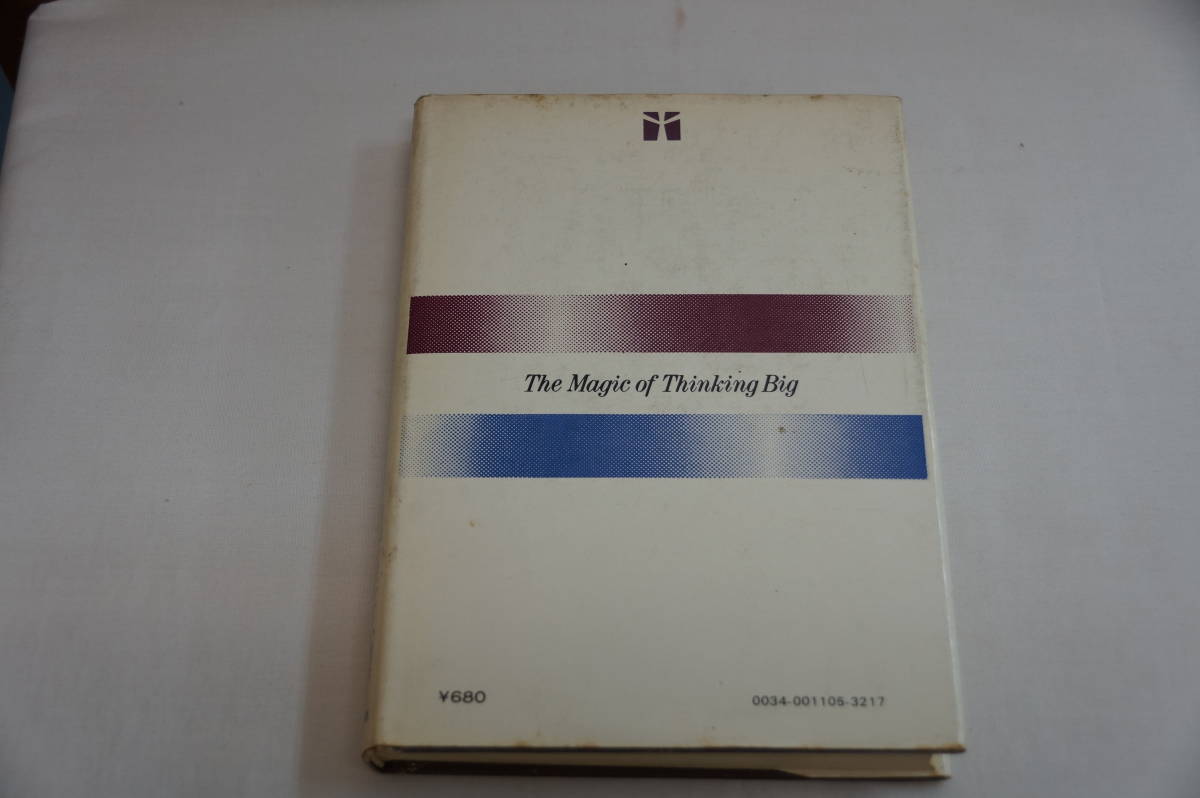 The Magic of Thinking Big
¥680
0034-001105-3217